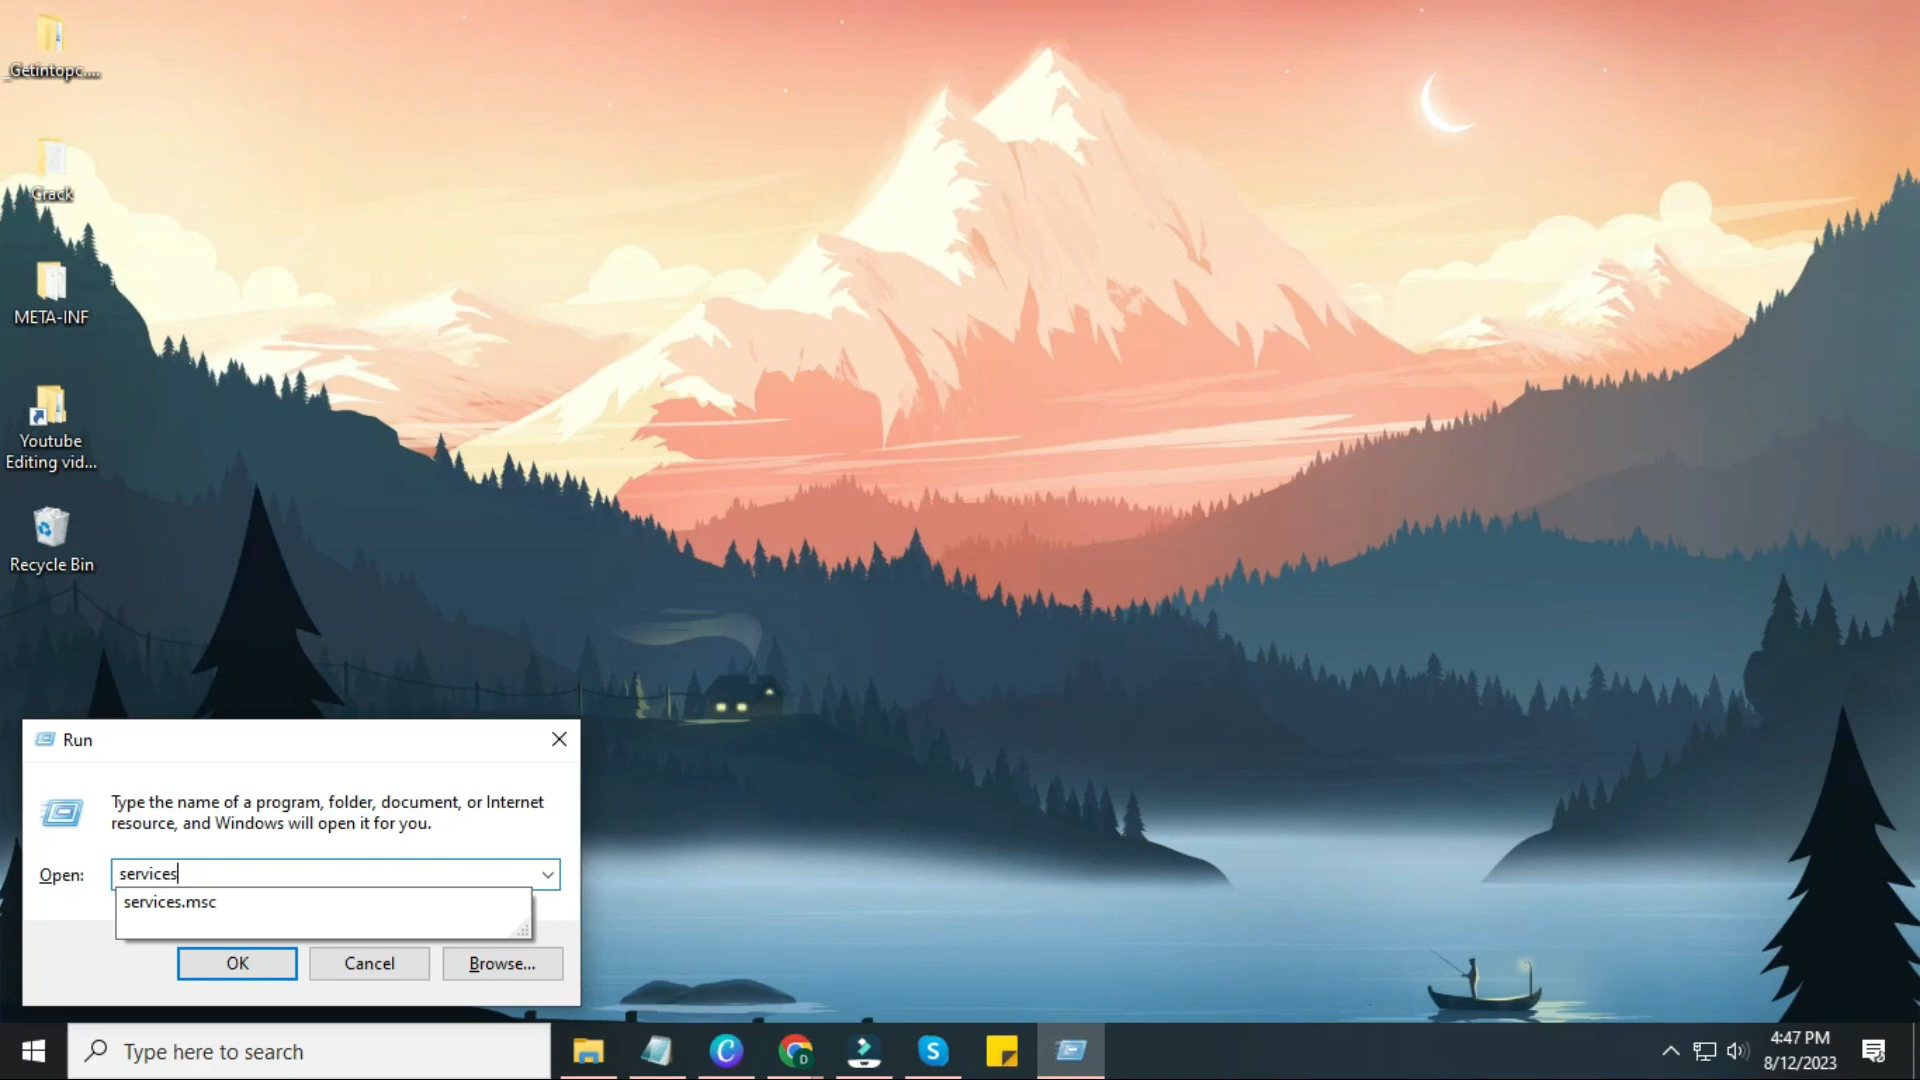 _Getintopc....
Crack
META-INF
Youtube
Editing vid...
Recycle Bin
Run
Type the name of a program, folder, document, or Internet
resource, and Windows will open it for you.
Open:
services
services.msc
OK
Cancel
Browse...
Type here to search
D
S
4:47 PM
8/12/2023